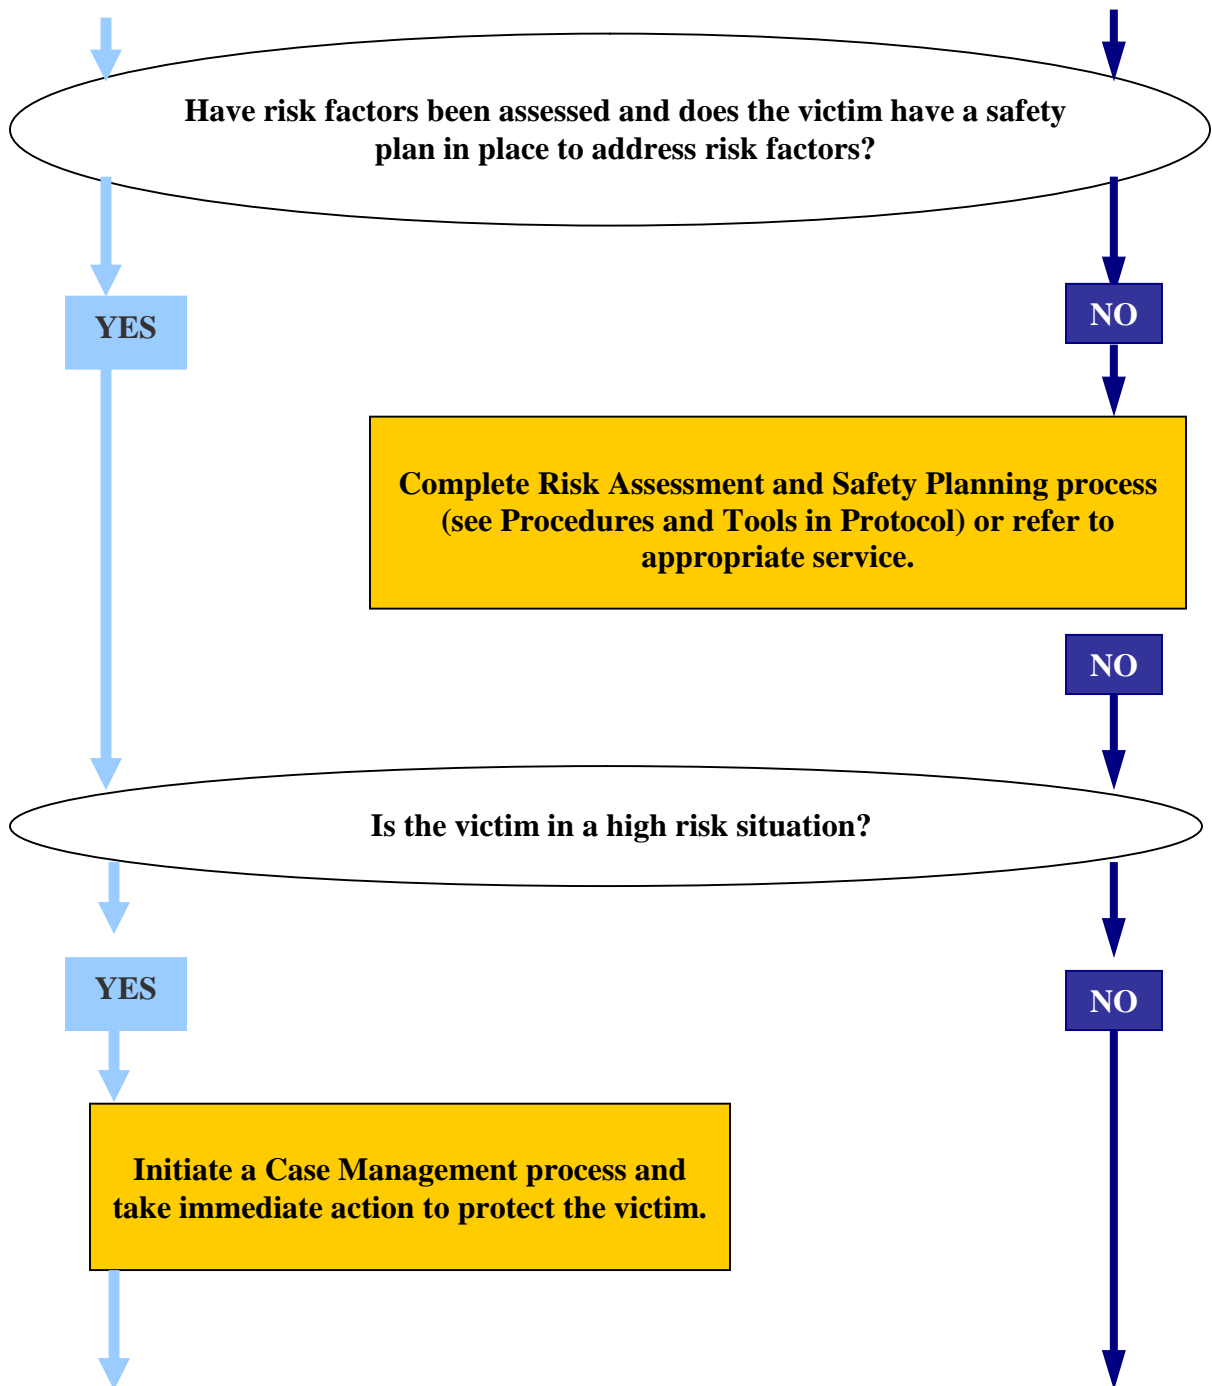 Have risk factors been assessed and does the victim have a safety
plan in place to address risk factors?
YES
NO
Complete Risk Assessment and Safety Planning process
(see Procedures and Tools in Protocol) or refer to
appropriate service.
NO
Is the victim in a high risk situation?
YES
NO
Initiate a Case Management process and
take immediate action to protect the victim.